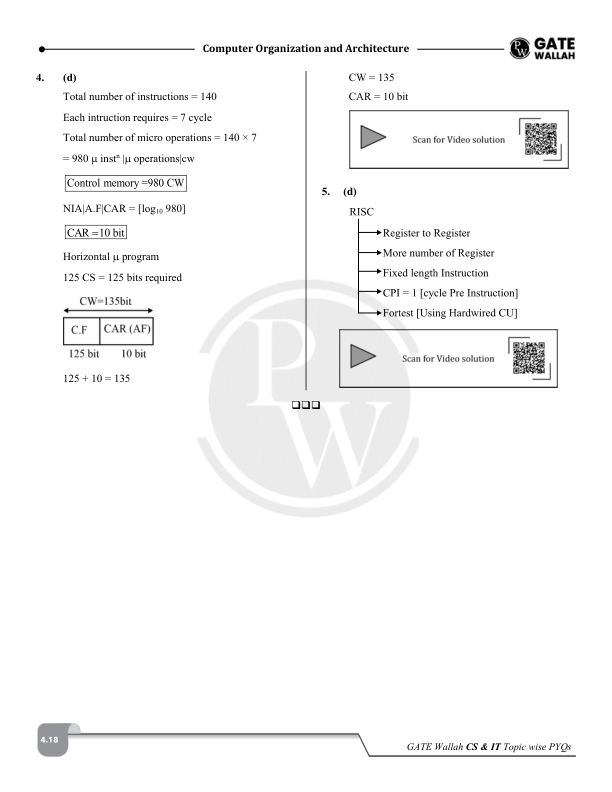 Computer Organization and Architecture
GATE
WALLAH
4. (d)
Total number of instructions = 140
Each intruction requires = 7 cycle
Total number of micro operations = 140 × 7
= 980 μ instⁿ |μ operations|cw
Control memory =980 CW
NIA|A.F|CAR = [log₁₀ 980]
CAR =10 bit
Horizontal μ program
125 CS = 125 bits required
CW=135bit
C.F CAR (AF)
125 bit 10 bit
125 + 10 = 135
CW = 135
CAR = 10 bit
Scan for Video solution
5. (d)
RISC
Register to Register
More number of Register
Fixed length Instruction
CPI = 1 [cycle Pre Instruction]
Fortest [Using Hardwired CU]
Scan for Video solution
❑❑❑
PW
4.18
GATE Wallah CS & IT Topic wise PYQs